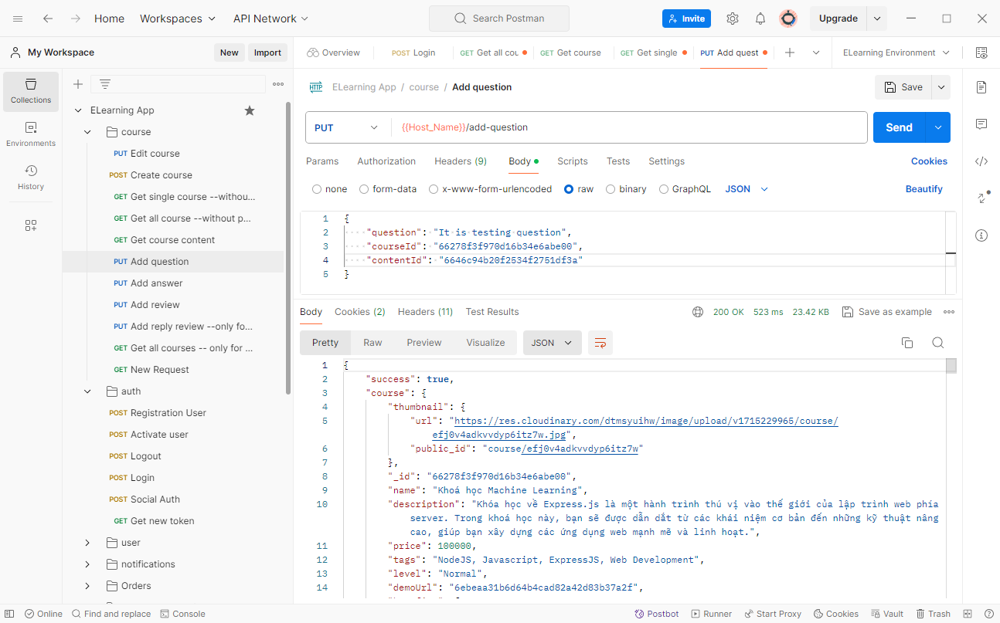 Home Workspaces API Network Search Postman Invite Upgrade
My Workspace New Import Overview POST Login GET Get all cou GET Get course GET Get single PUT Add quest ELearning Environment
Collections
Environments
History
ELearning App
course
PUT Edit course
POST Create course
GET Get single course --withou...
GET Get all course --without p...
GET Get course content
PUT Add question
PUT Add answer
PUT Add review
PUT Add reply review --only fo...
GET Get all courses -- only for ...
GET New Request
auth
POST Registration User
POST Activate user
POST Logout
POST Login
POST Social Auth
GET Get new token
user
notifications
Orders
HTTP ELearning App / course / Add question Save
PUT {{Host_Name}}/add-question Send
Params Authorization Headers (9) Body Scripts Tests Settings Cookies
none form-data x-www-form-urlencoded raw binary GraphQL JSON Beautify
1 {
2 "question": "It is testing question",
3 "courseId": "66278f3f970d16b34e6abe00",
4 "contentId": "6646c94b20f2534f2751df3a"
5 }
Body Cookies (2) Headers (11) Test Results 200 OK 523 ms 23.42 KB Save as example
Pretty Raw Preview Visualize JSON
1 {
2 "success": true,
3 "course": {
4 "thumbnail": {
5 "url": "https://res.cloudinary.com/dtmsyuihw/image/upload/v1715229965/course/
efj0v4adkvvdyp6itz7w.jpg",
6 "public_id": "course/efj0v4adkvvdyp6itz7w"
7 },
8 "_id": "66278f3f970d16b34e6abe00",
9 "name": "Khoá học Machine Learning",
10 "description": "Khóa học về Express.js là một hành trình thú vị vào thế giới của lập trình web phía
server. Trong khoá học này, bạn sẽ được dẫn dắt từ các khái niệm cơ bản đến những kỹ thuật nâng
cao, giúp bạn xây dựng các ứng dụng web mạnh mẽ và linh hoạt.",
11 "price": 100000,
12 "tags": "NodeJS, Javascript, ExpressJS, Web Development",
13 "level": "Normal",
14 "demoUrl": "6ebeaa31b6d64b4cad82a42d83b37a2f",
Online Find and replace Console Postbot Runner Start Proxy Cookies Vault Trash